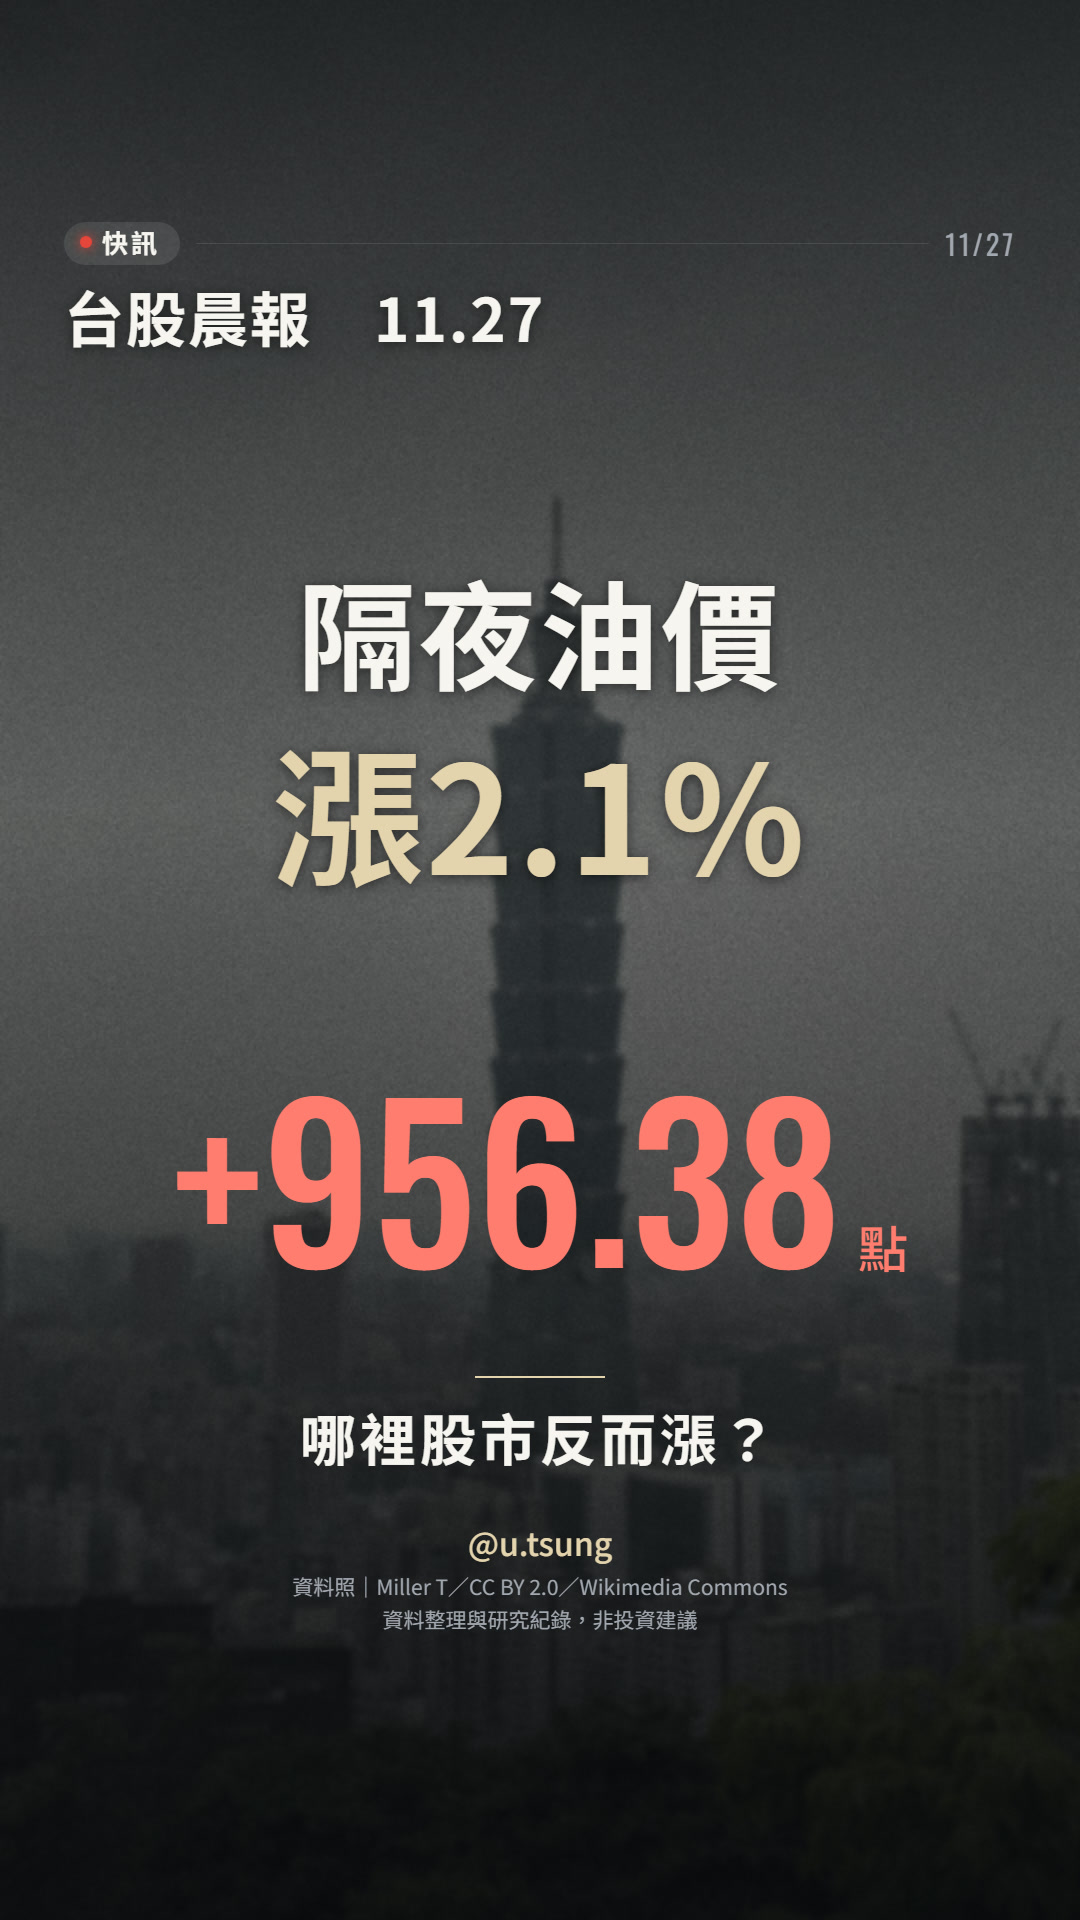 快訊
11/27
台股晨報　11.27
隔夜油價
漲2.1%
+956.38 點
哪裡股市反而漲？
@u.tsung
資料照｜Miller T／CC BY 2.0／Wikimedia Commons
資料整理與研究紀錄，非投資建議